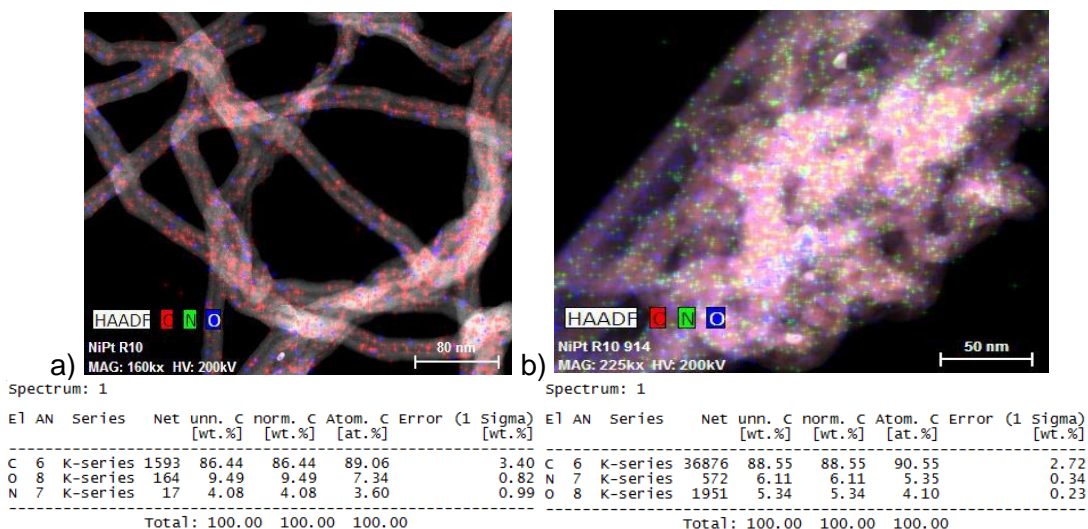 HAADF C N O
NiPt R10
MAG: 160kx HV: 200kV
80 nm
a)
HAADF C N O
NiPt R10 914
MAG: 225kx HV: 200kV
50 nm
b)
Spectrum: 1
El AN Series Net unn. C norm. C Atom. C Error (1 Sigma)
[wt.%] [wt.%] [at.%] [wt.%]
C 6 K-series 1593 86.44 86.44 89.06 3.40
O 8 K-series 164 9.49 9.49 7.34 0.82
N 7 K-series 17 4.08 4.08 3.60 0.99
Total: 100.00 100.00 100.00
Spectrum: 1
El AN Series Net unn. C norm. C Atom. C Error (1 Sigma)
[wt.%] [wt.%] [at.%] [wt.%]
C 6 K-series 36876 88.55 88.55 90.55 2.72
N 7 K-series 572 6.11 6.11 5.35 0.34
O 8 K-series 1951 5.34 5.34 4.10 0.23
Total: 100.00 100.00 100.00